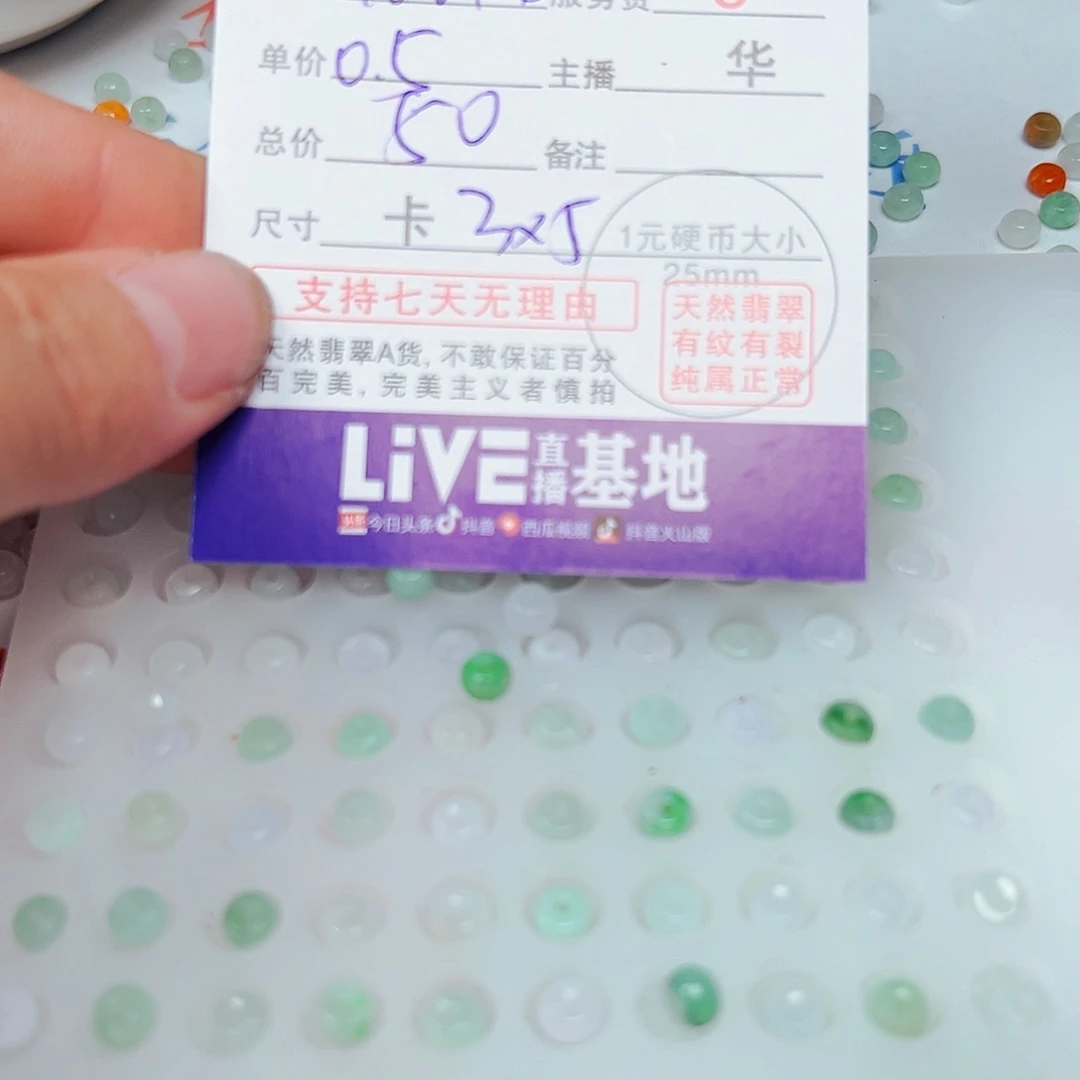 服务费
单价 0.5 主播 华
总价 50 备注
尺寸 卡 3x5 1元硬币大小
25mm
支持七天无理由
天然翡翠
有纹有裂
纯属正常
天然翡翠A货,不敢保证百分
百完美,完美主义者慎拍
LiVE直播基地
今日头条 抖音 西瓜视频 抖音火山版